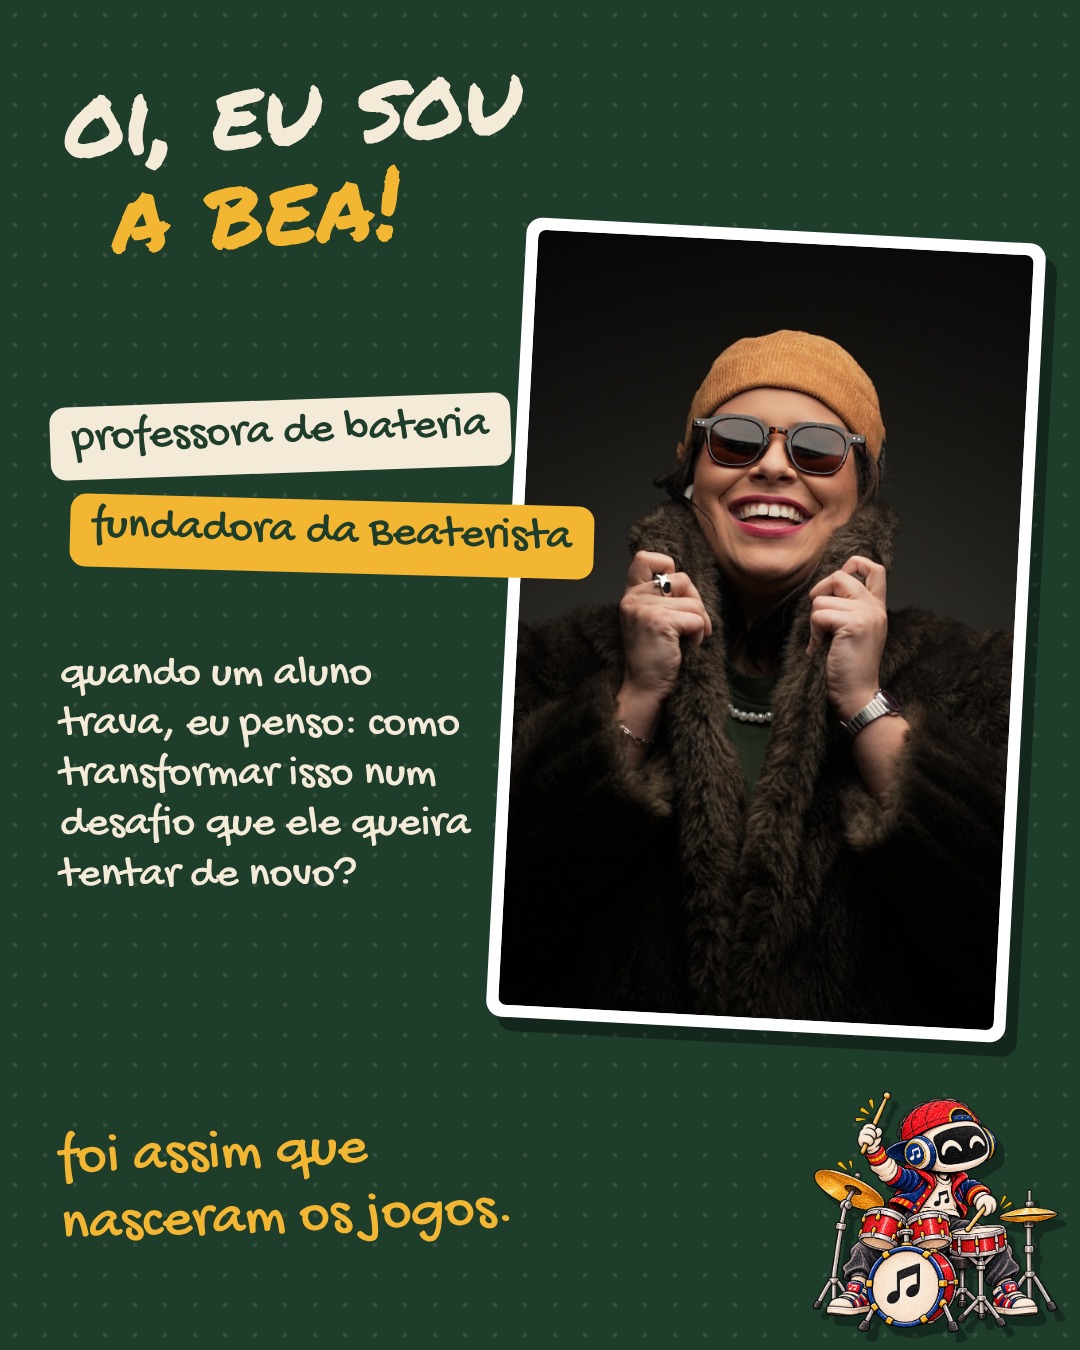 OI, EU SOU
A BEA!
professora de bateria
fundadora da Beaterista
quando um aluno
trava, eu penso: como
transformar isso num
desafio que ele queira
tentar de novo?
foi assim que
nasceram os jogos.